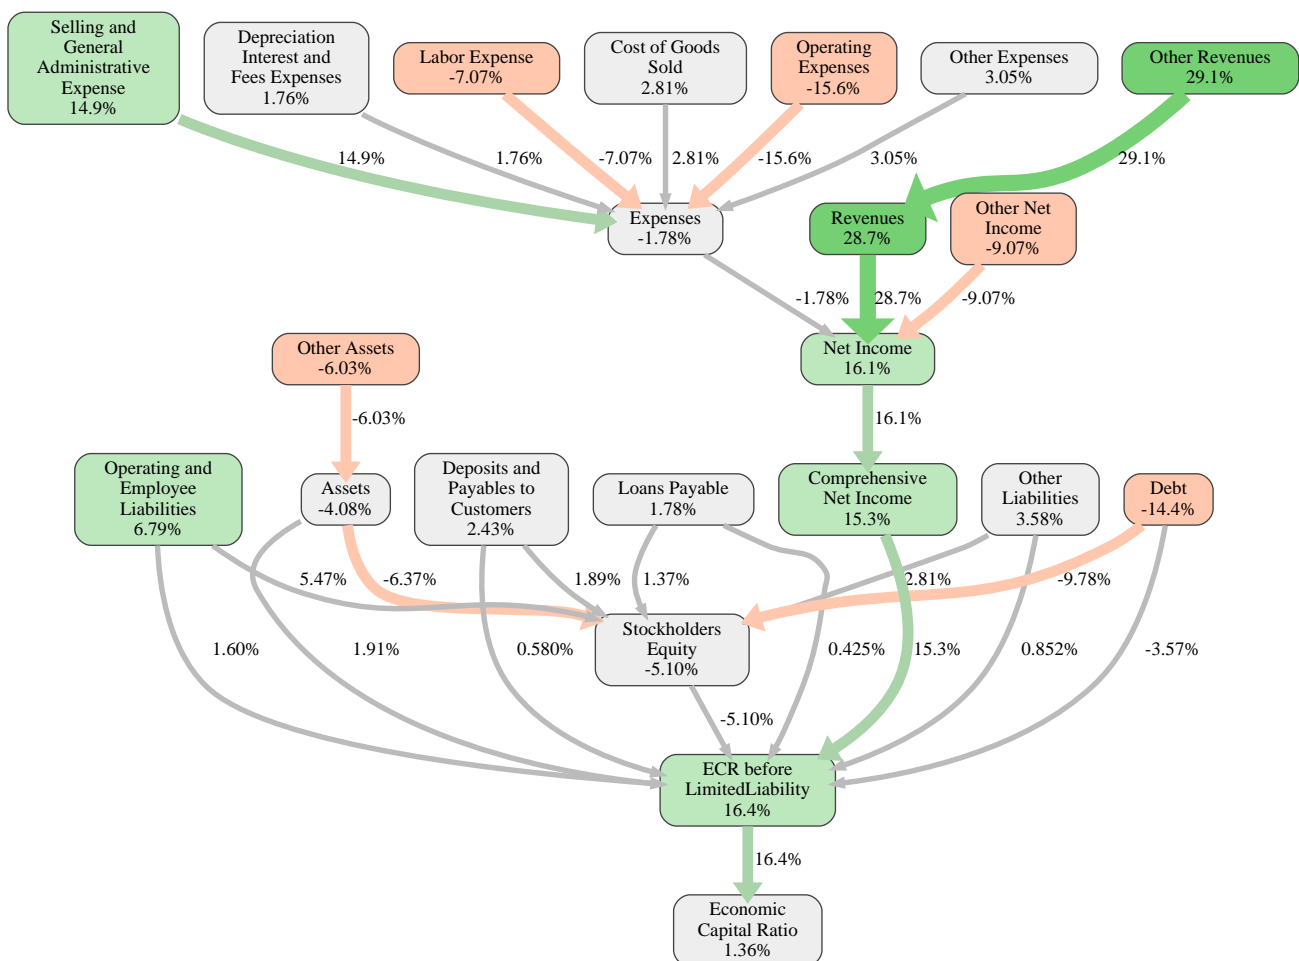 Selling and
General
Administrative
Expense
14.9%
Depreciation
Interest and
Fees Expenses
1.76%
Labor Expense
-7.07%
Cost of Goods
Sold
2.81%
Operating
Expenses
-15.6%
Other Expenses
3.05%
Other Revenues
29.1%
14.9%
1.76%
-7.07%
2.81%
-15.6%
3.05%
29.1%
Expenses
-1.78%
Revenues
28.7%
Other Net
Income
-9.07%
-1.78%
28.7%
-9.07%
Other Assets
-6.03%
Net Income
16.1%
-6.03%
16.1%
Operating and
Employee
Liabilities
6.79%
Assets
-4.08%
Deposits and
Payables to
Customers
2.43%
Loans Payable
1.78%
Comprehensive
Net Income
15.3%
Other
Liabilities
3.58%
Debt
-14.4%
5.47%
-6.37%
1.89%
1.37%
2.81%
-9.78%
Stockholders
Equity
-5.10%
1.60%
1.91%
0.580%
0.425%
15.3%
0.852%
-3.57%
-5.10%
ECR before
LimitedLiability
16.4%
16.4%
Economic
Capital Ratio
1.36%